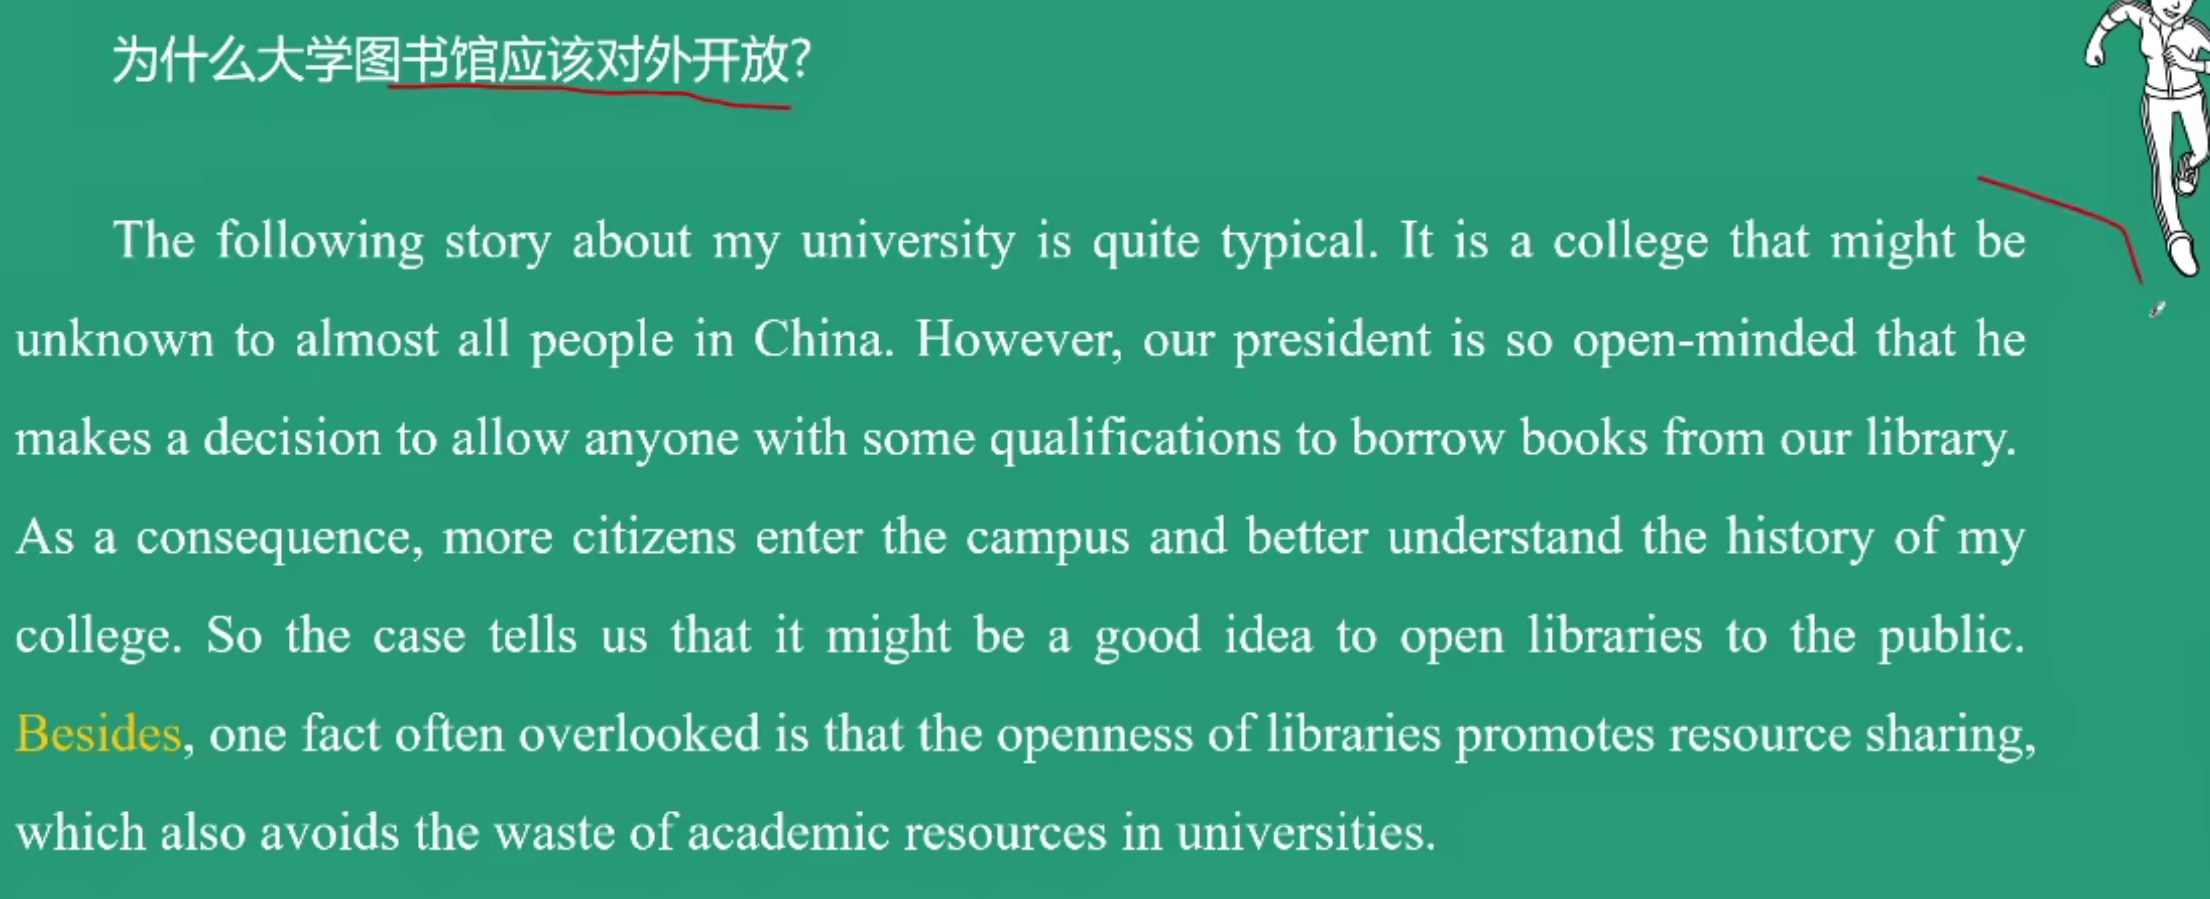 为什么大学图书馆应该对外开放?
The following story about my university is quite typical. It is a college that might be
unknown to almost all people in China. However, our president is so open-minded that he
makes a decision to allow anyone with some qualifications to borrow books from our library.
As a consequence, more citizens enter the campus and better understand the history of my
college. So the case tells us that it might be a good idea to open libraries to the public.
Besides, one fact often overlooked is that the openness of libraries promotes resource sharing,
which also avoids the waste of academic resources in universities.